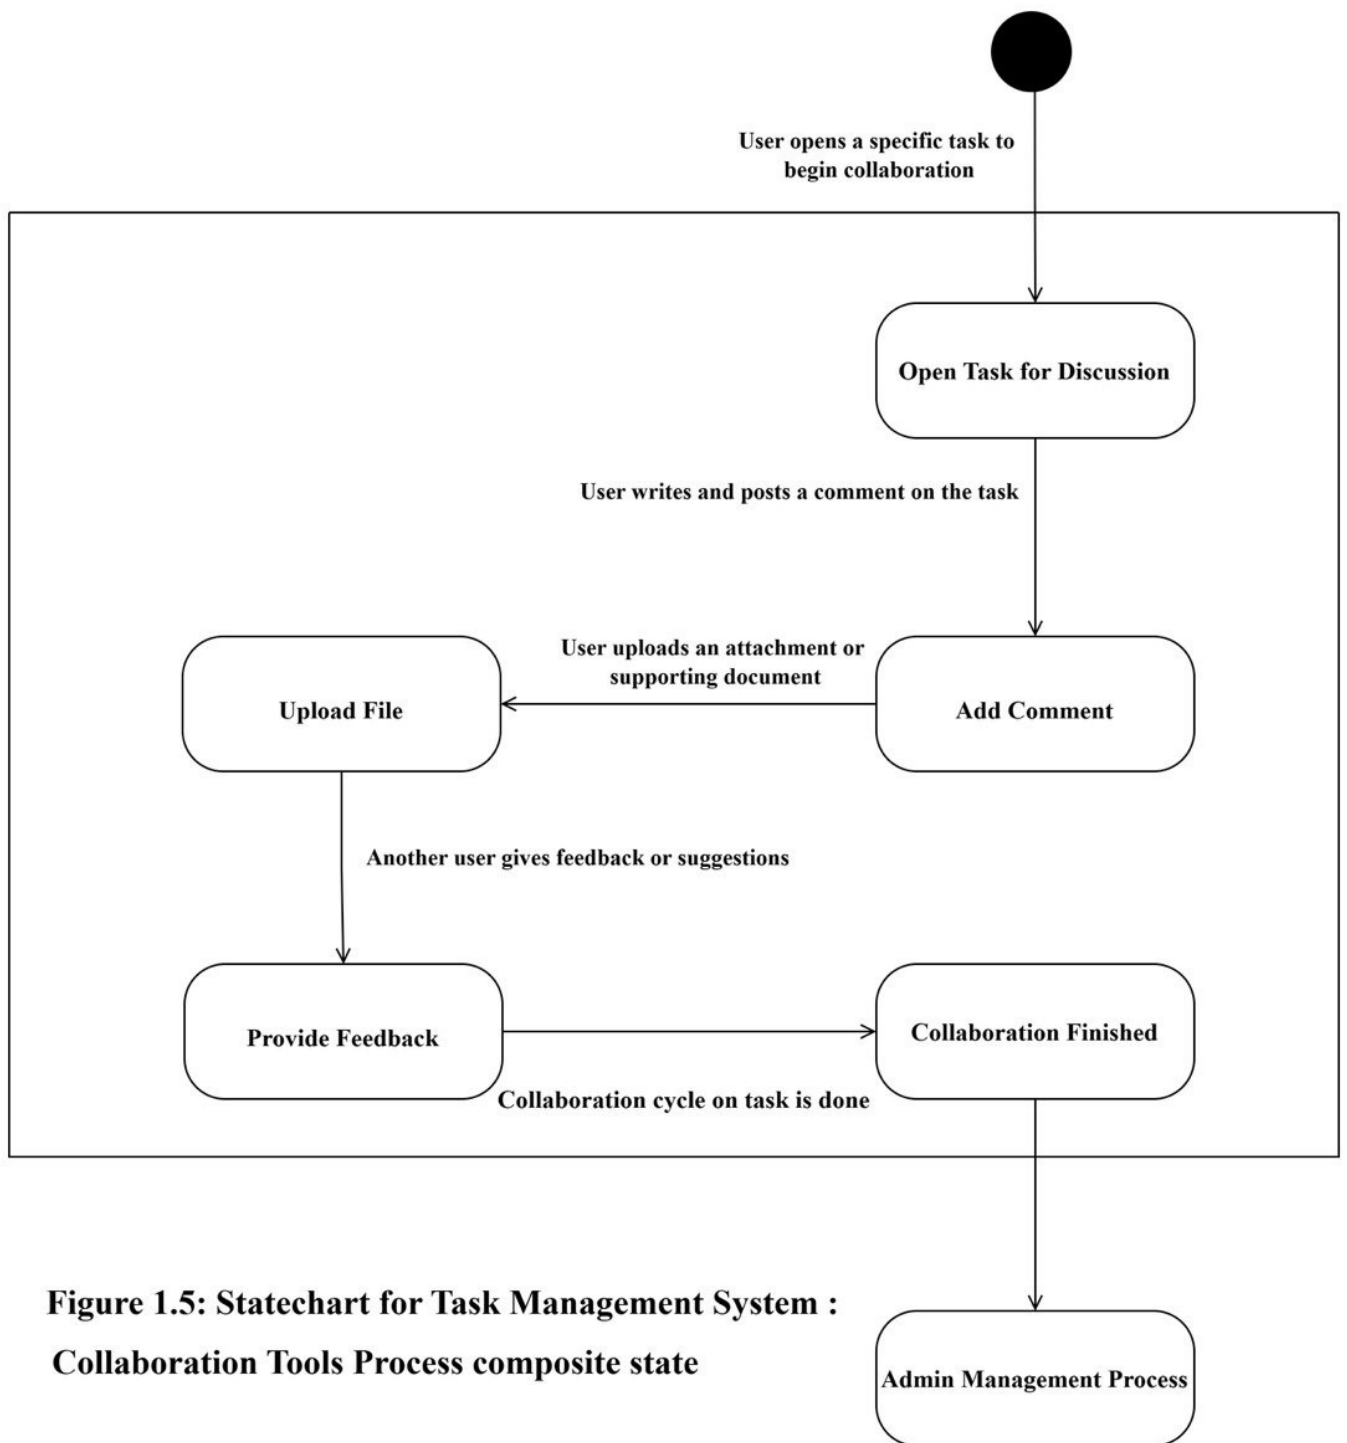 User opens a specific task to
begin collaboration
Open Task for Discussion
User writes and posts a comment on the task
User uploads an attachment or
supporting document
Upload File
Add Comment
Another user gives feedback or suggestions
Provide Feedback
Collaboration Finished
Collaboration cycle on task is done
Figure 1.5: Statechart for Task Management System :
Collaboration Tools Process composite state
Admin Management Process